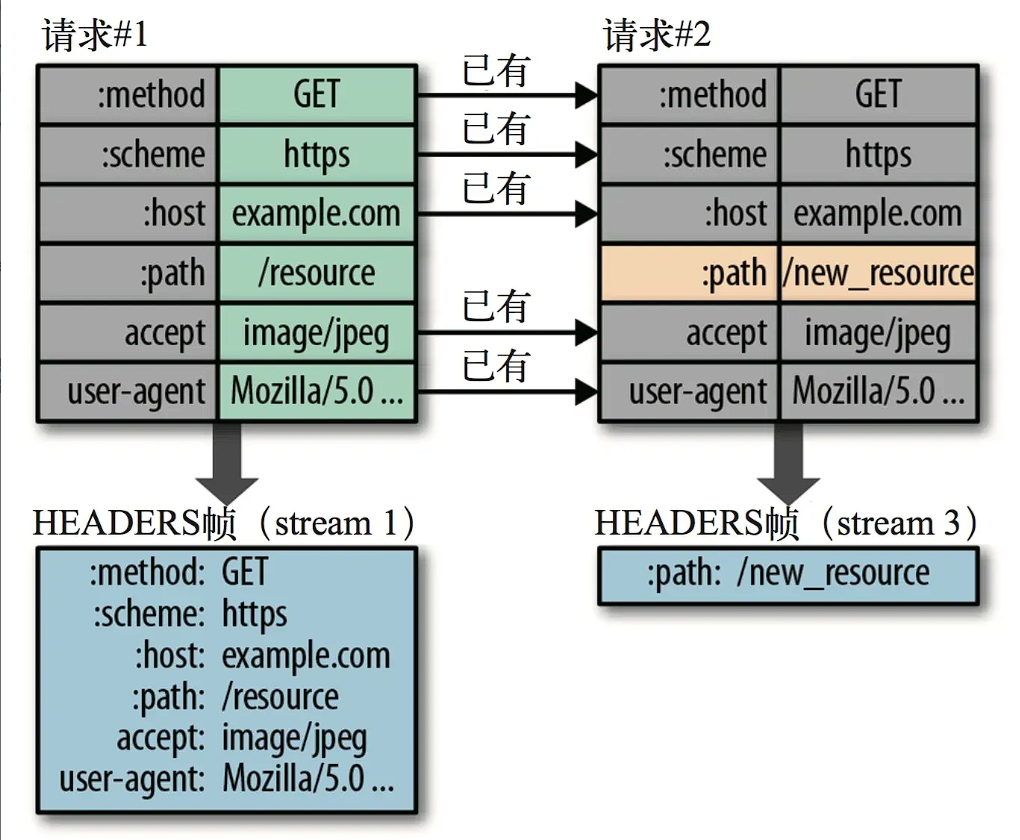 请求#1
:method GET
:scheme https
:host example.com
:path /resource
accept image/jpeg
user-agent Mozilla/5.0 ...
已有
已有
已有
已有
已有
请求#2
:method GET
:scheme https
:host example.com
:path /new_resource
accept image/jpeg
user-agent Mozilla/5.0 ...
HEADERS帧（stream 1）
:method: GET
:scheme: https
:host: example.com
:path: /resource
accept: image/jpeg
user-agent: Mozilla/5.0 ...
HEADERS帧（stream 3）
:path: /new_resource